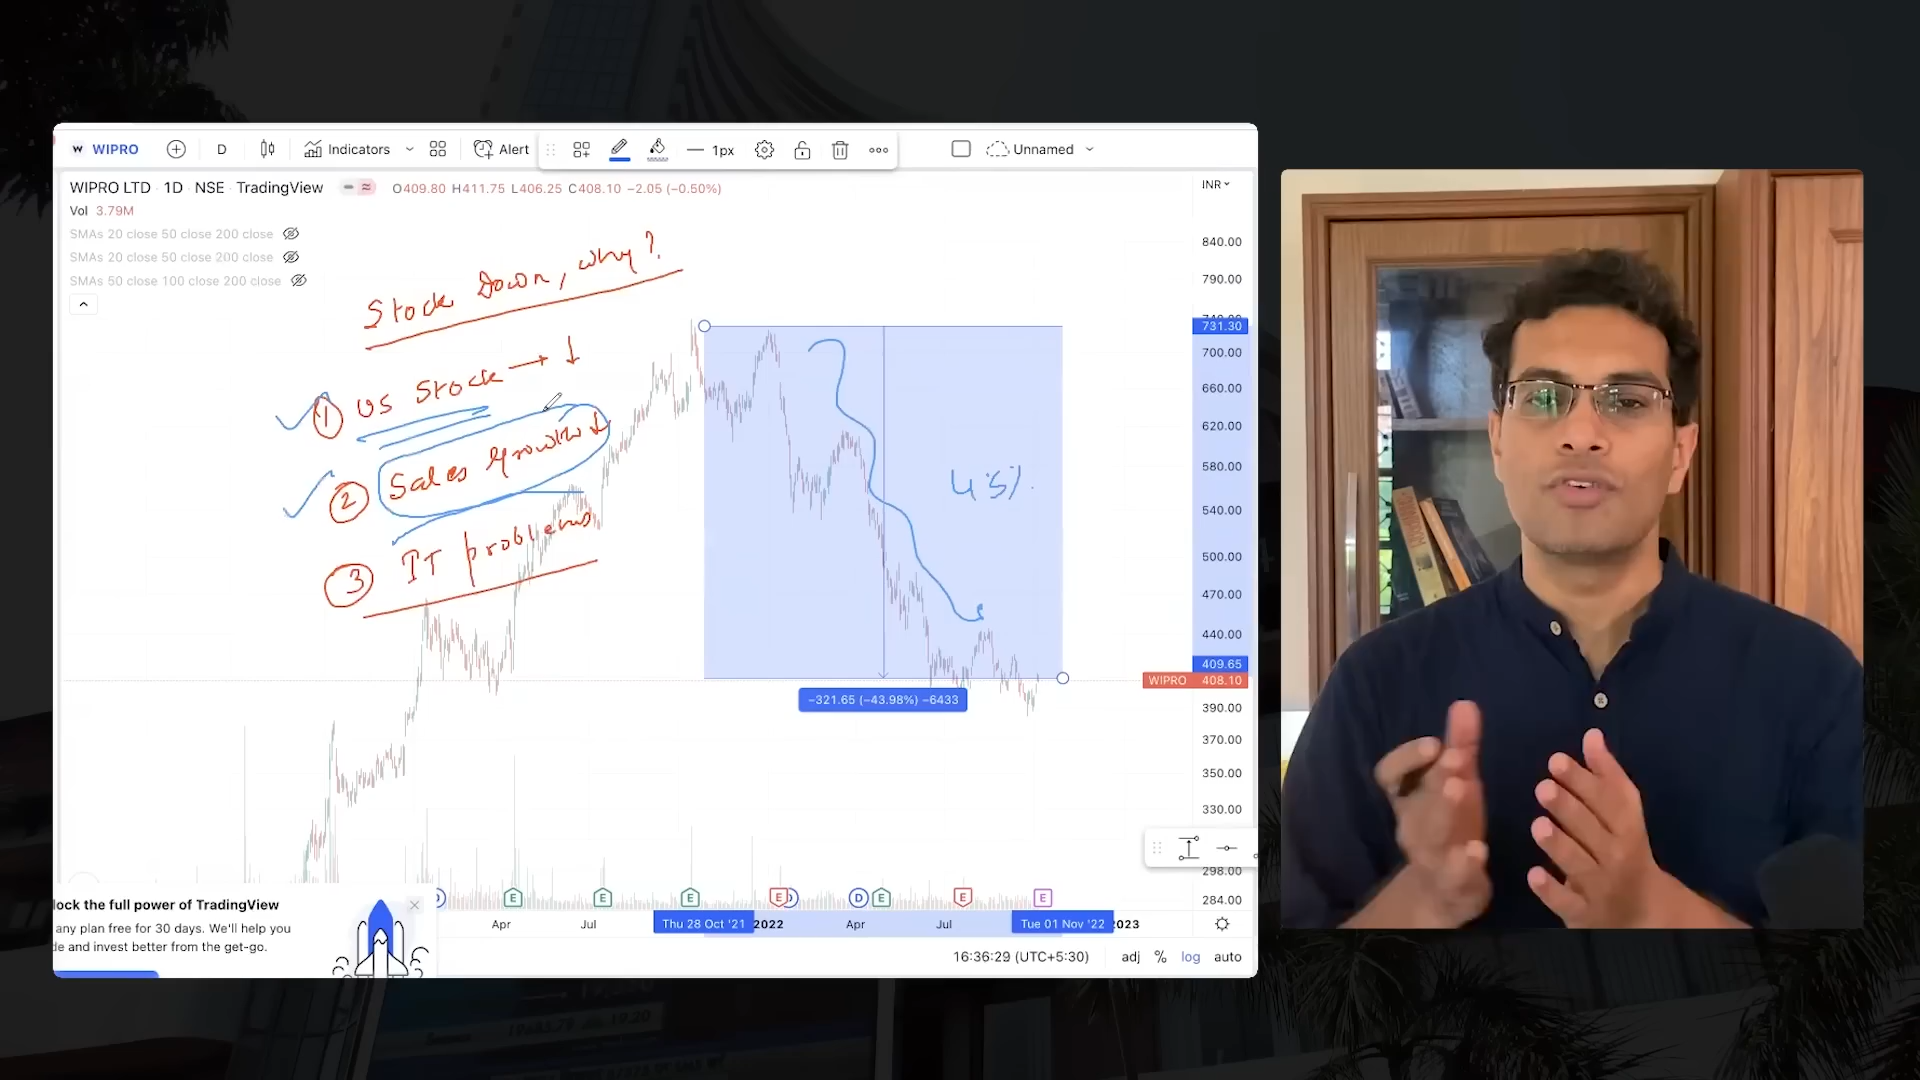 WIPRO
D
Indicators
Alert
1px
Unnamed
WIPRO LTD · 1D · NSE · TradingView
O409.80 H411.75 L406.25 C408.10 −2.05 (−0.50%)
INR
Vol 3.79M
SMAs 20 close 50 close 200 close
SMAs 20 close 50 close 200 close
SMAs 50 close 100 close 200 close
Stock Down, why?
1 US Stock → ↓
2 Sales Growth ↓
3 IT problems
45%
840.00
790.00
731.30
700.00
660.00
620.00
580.00
540.00
500.00
470.00
440.00
409.65
WIPRO 408.10
390.00
370.00
350.00
330.00
298.00
284.00
−321.65 (−43.98%) −6433
E E E E D D E E E
Apr Jul Thu 28 Oct '21 2022 Apr Jul Tue 01 Nov '22 2023
lock the full power of TradingView
any plan free for 30 days. We'll help you
de and invest better from the get-go.
16:36:29 (UTC+5:30) adj % log auto